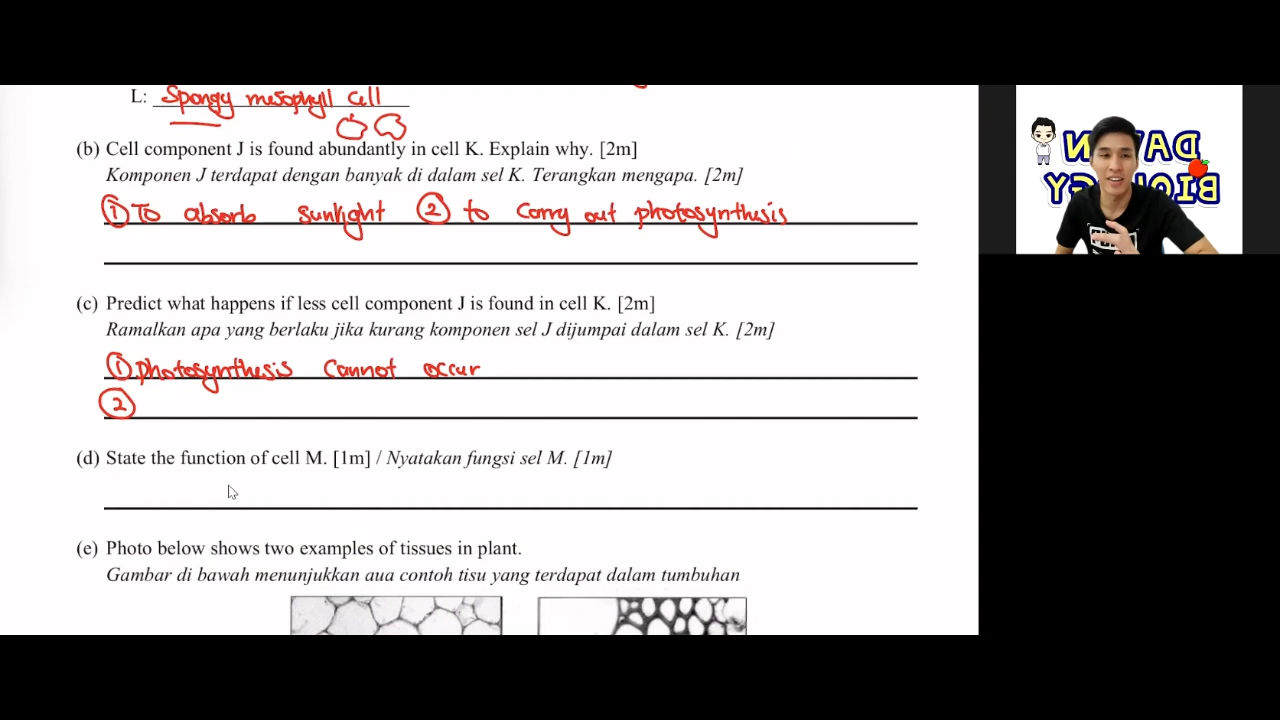 L: Spongy mesophyll cell
(b) Cell component J is found abundantly in cell K. Explain why. [2m]
Komponen J terdapat dengan banyak di dalam sel K. Terangkan mengapa. [2m]
① To absorb sunlight ② to carry out photosynthesis
(c) Predict what happens if less cell component J is found in cell K. [2m]
Ramalkan apa yang berlaku jika kurang komponen sel J dijumpai dalam sel K. [2m]
① photosynthesis cannot occur
②
(d) State the function of cell M. [1m] / Nyatakan fungsi sel M. [1m]
(e) Photo below shows two examples of tissues in plant.
Gambar di bawah menunjukkan aua contoh tisu yang terdapat dalam tumbuhan
BIOLOGY